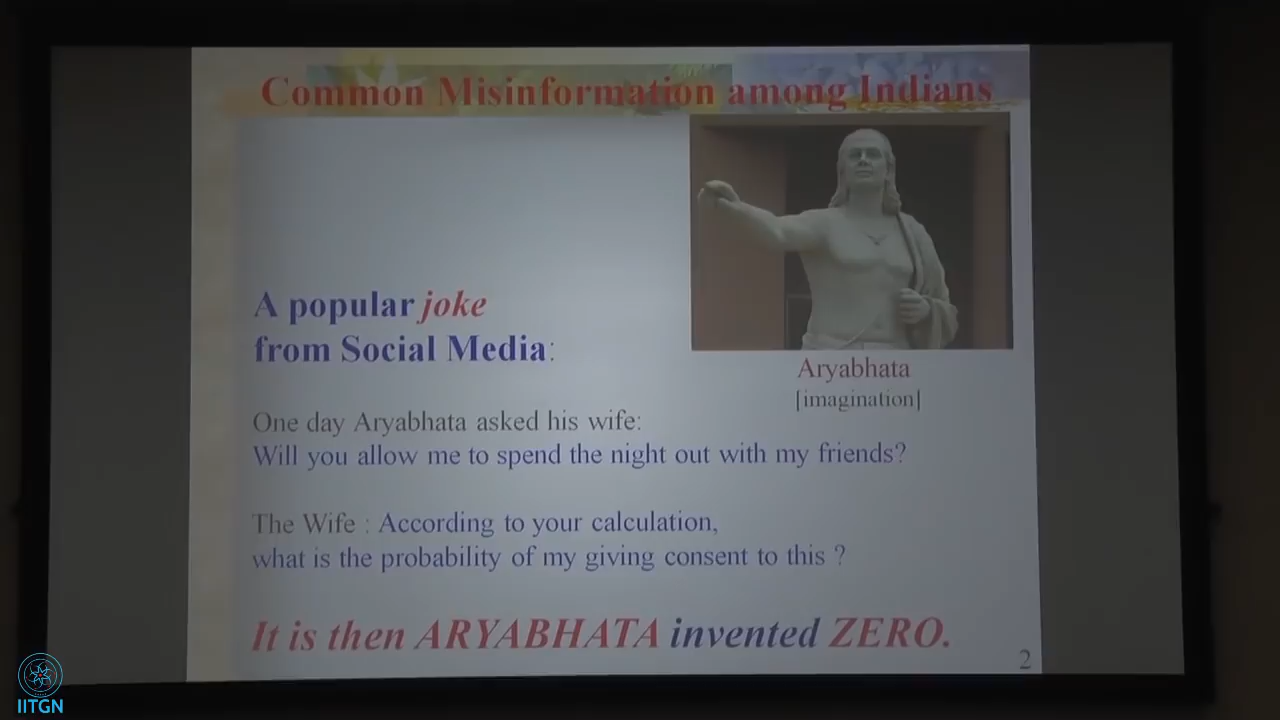 Common Misinformation among Indians
A popular joke
from Social Media:
Aryabhata
[imagination]
One day Aryabhata asked his wife:
Will you allow me to spend the night out with my friends?
The Wife : According to your calculation,
what is the probability of my giving consent to this ?
It is then ARYABHATA invented ZERO.
2
IITGN